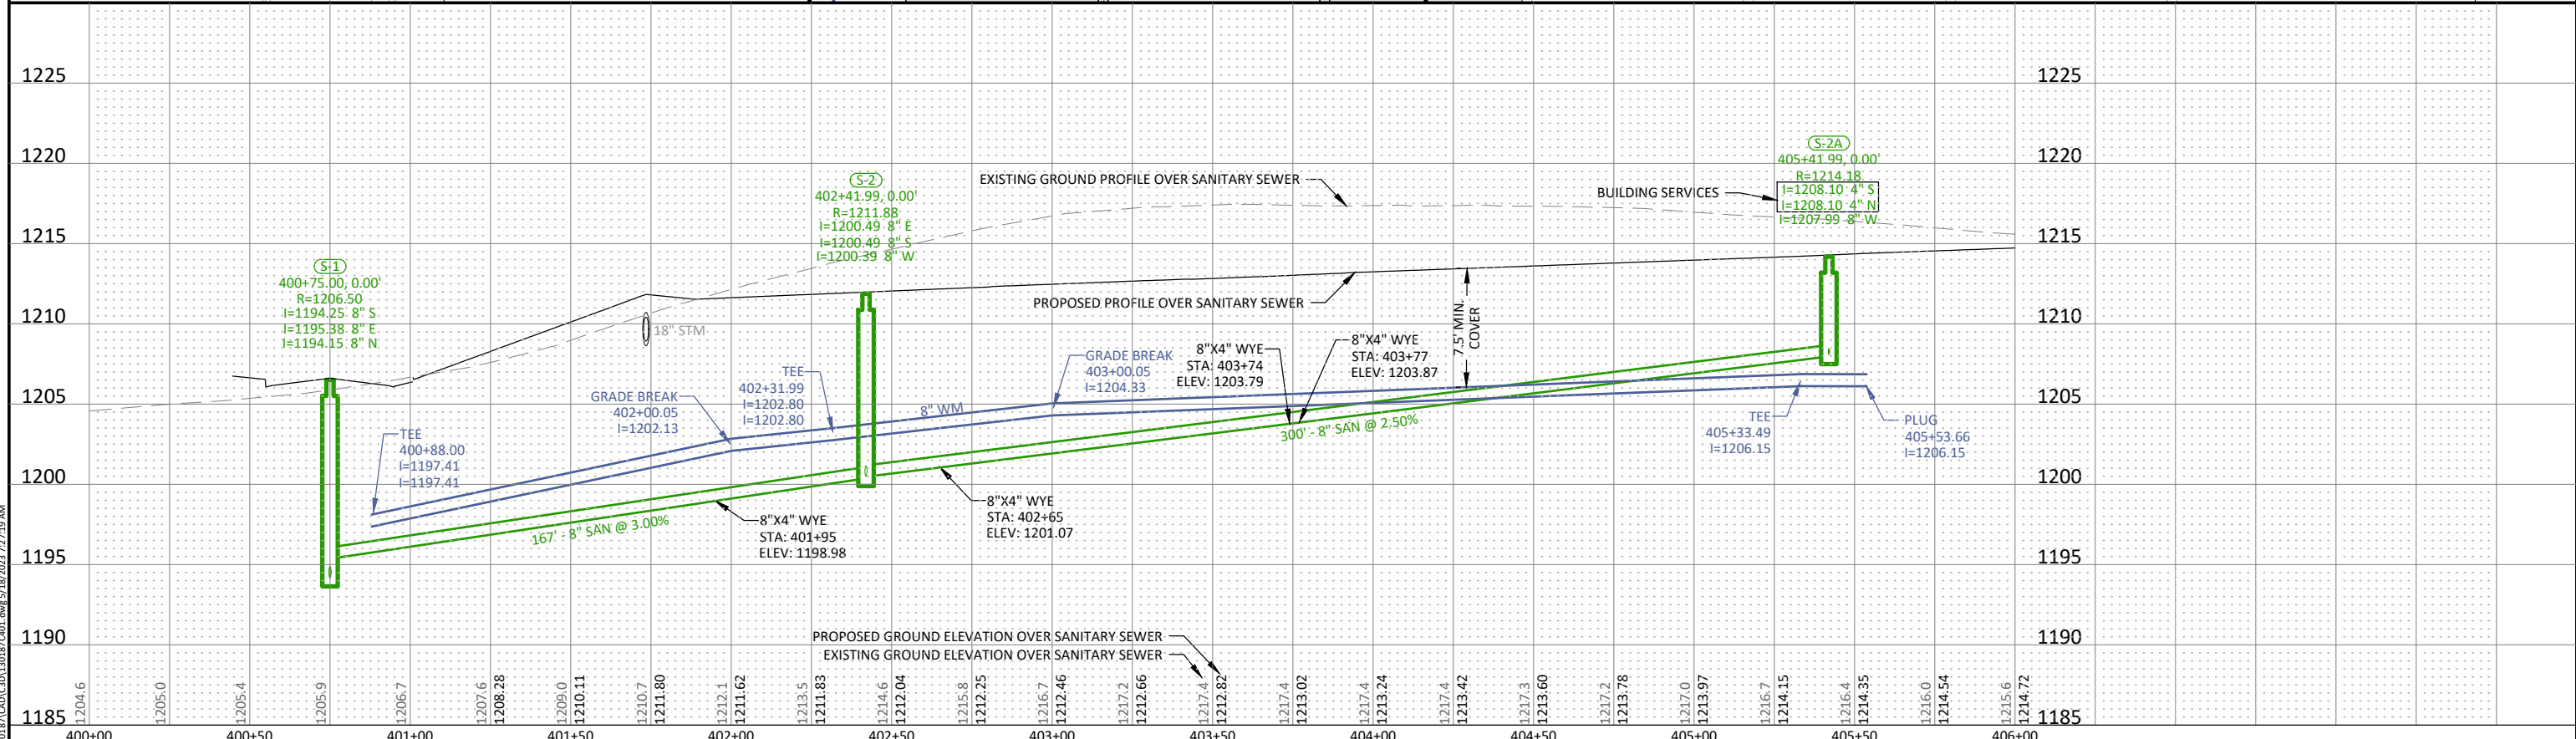 1225
1220
1215
1210
1205
1200
1195
1190
1185
S-1
400+75.00, 0.00'
R=1206.50
I=1194.25 8" S
I=1195.38 8" E
I=1194.15 8" N
18" STM
S-2
402+41.99, 0.00'
R=1211.88
I=1200.49 8" E
I=1200.49 8" S
I=1200.39 8" W
EXISTING GROUND PROFILE OVER SANITARY SEWER
PROPOSED PROFILE OVER SANITARY SEWER
BUILDING SERVICES
S-2A
405+41.99, 0.00'
R=1214.18
I=1208.10 4" S
I=1208.10 4" N
I=1207.99 8" W
7.5' MIN.
COVER
TEE
400+88.00
I=1197.41
I=1197.41
GRADE BREAK
402+00.05
I=1202.13
TEE
402+31.99
I=1202.80
I=1202.80
8" WM
GRADE BREAK
403+00.05
I=1204.33
8"X4" WYE
STA: 403+74
ELEV: 1203.79
8"X4" WYE
STA: 403+77
ELEV: 1203.87
TEE
405+33.49
I=1206.15
PLUG
405+53.66
I=1206.15
167' - 8" SAN @ 3.00%
300' - 8" SAN @ 2.50%
8"X4" WYE
STA: 401+95
ELEV: 1198.98
8"X4" WYE
STA: 402+65
ELEV: 1201.07
PROPOSED GROUND ELEVATION OVER SANITARY SEWER
EXISTING GROUND ELEVATION OVER SANITARY SEWER
1225
1220
1215
1210
1205
1200
1195
1190
1185
1204.6
1205.0
1205.4
1205.9
1206.7
1207.6
1208.28
1209.0
1210.11
1210.7
1211.80
1212.1
1211.62
1213.5
1211.83
1214.6
1212.04
1215.8
1212.25
1216.7
1212.46
1217.2
1212.66
1217.4
1212.82
1217.4
1213.02
1217.4
1213.24
1217.4
1213.42
1217.3
1213.60
1217.2
1213.78
1217.0
1213.97
1216.7
1214.15
1216.4
1214.35
1216.0
1214.54
1215.6
1214.72
400+00
400+50
401+00
401+50
402+00
402+50
403+00
403+50
404+00
404+50
405+00
405+50
406+00